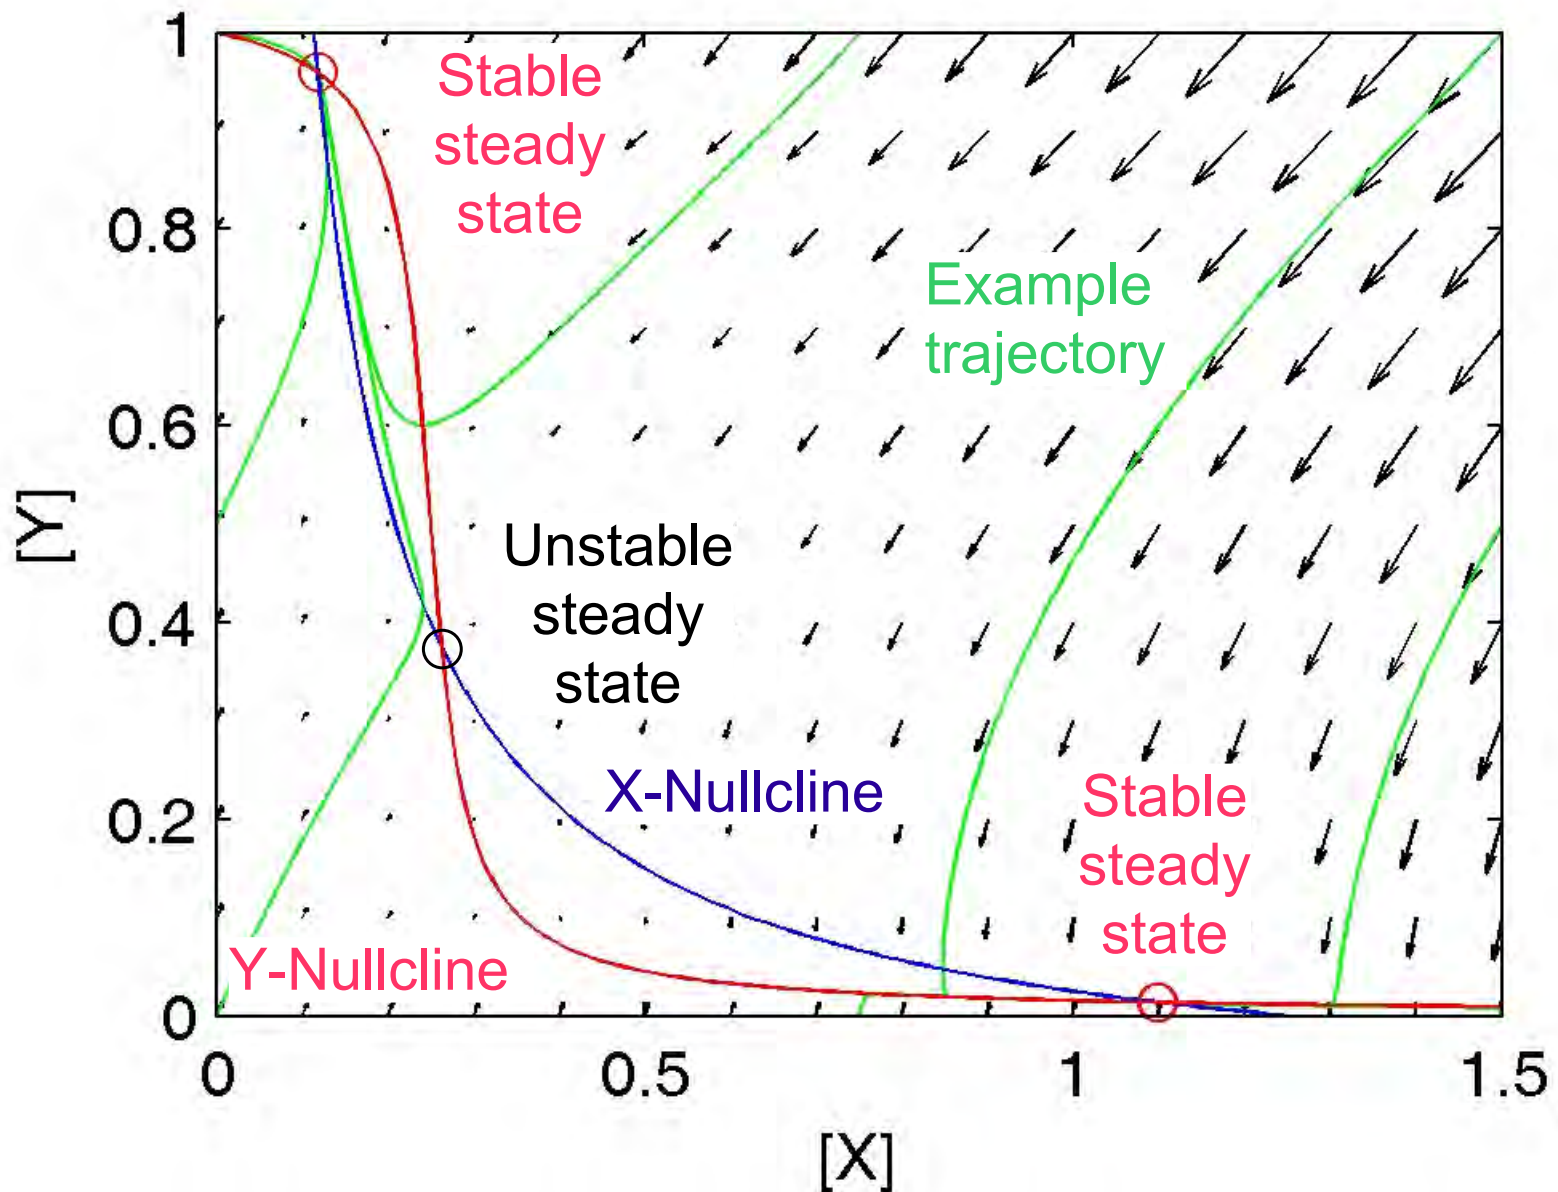 1
0.8
0.6
0.4
0.2
0
[Y]
Stable
steady
state
Example
trajectory
Unstable
steady
state
X-Nullcline
Stable
steady
state
Y-Nullcline
0
0.5
1
1.5
[X]